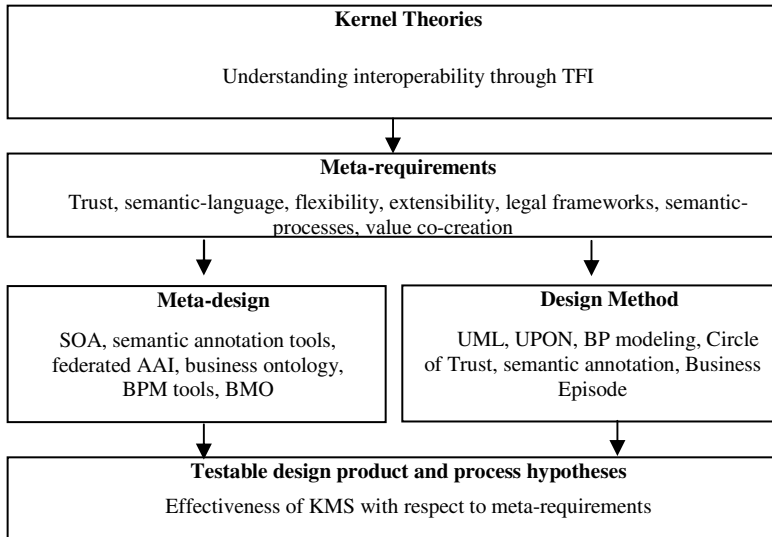 Kernel Theories
Understanding interoperability through TFI
Meta-requirements
Trust, semantic-language, flexibility, extensibility, legal frameworks, semantic-
processes, value co-creation
Meta-design
SOA, semantic annotation tools,
federated AAI, business ontology,
BPM tools, BMO
Design Method
UML, UPON, BP modeling, Circle
of Trust, semantic annotation, Business
Episode
Testable design product and process hypotheses
Effectiveness of KMS with respect to meta-requirements